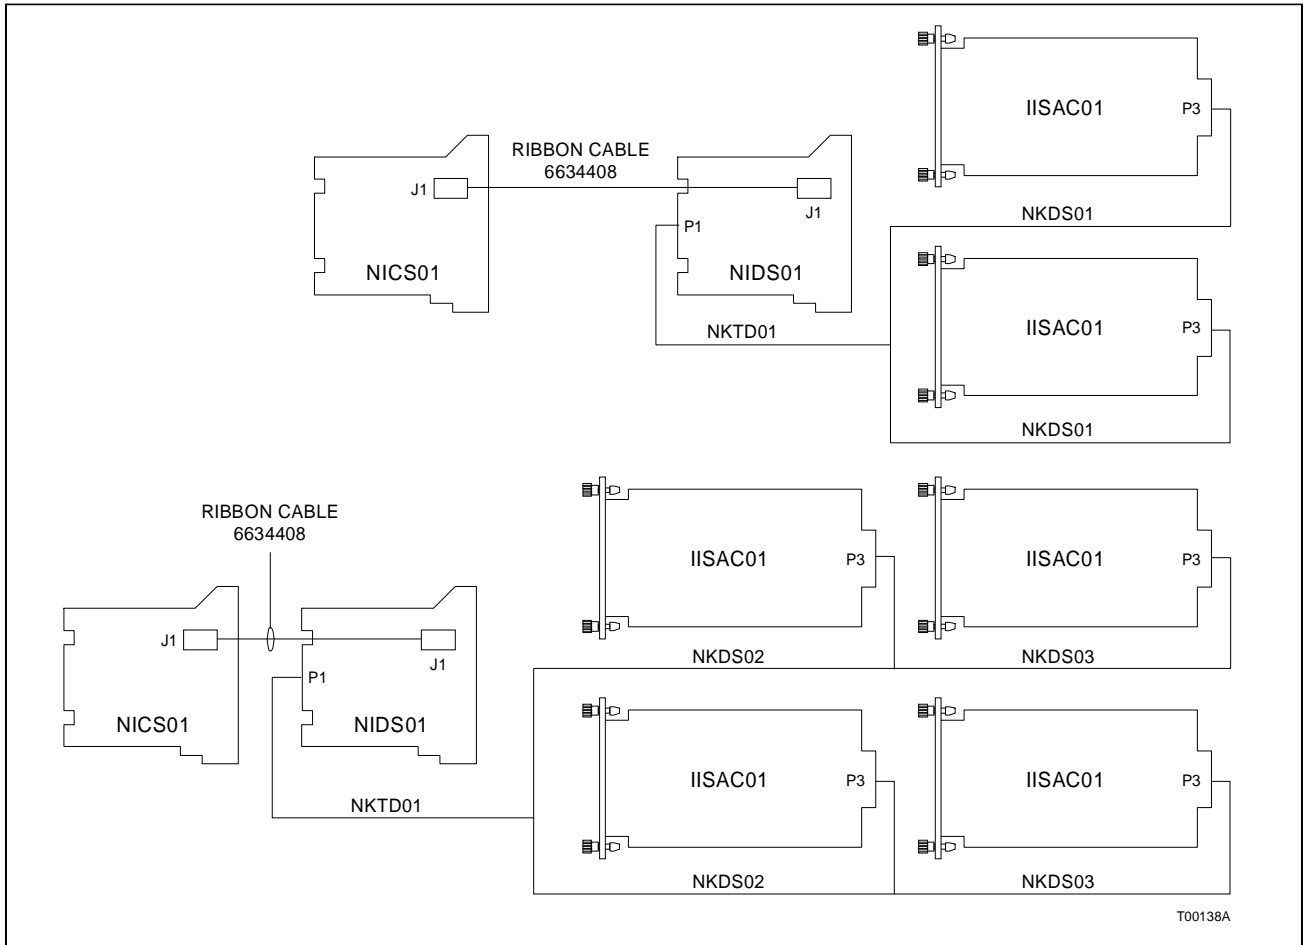 IISAC01
P3
RIBBON CABLE
6634408
J1
J1
NKDS01
P1
NICS01
NIDS01
IISAC01
P3
NKTD01
NKDS01
RIBBON CABLE
6634408
IISAC01
P3
IISAC01
P3
J1
J1
NKDS02
NKDS03
P1
NICS01
NIDS01
IISAC01
P3
IISAC01
P3
NKTD01
NKDS02
NKDS03
T00138A